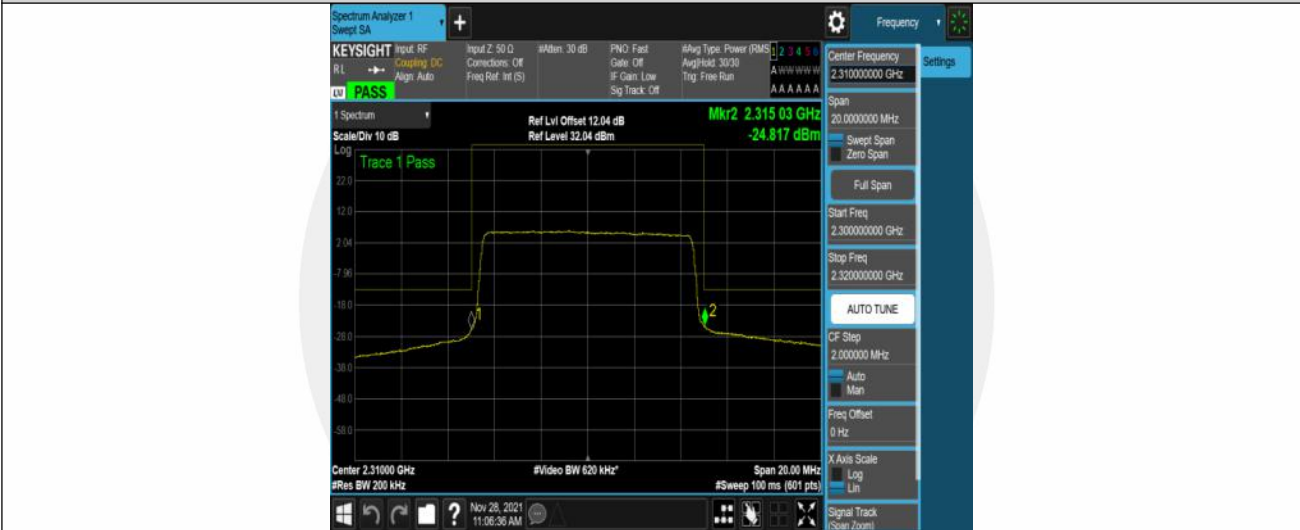 Spectrum Analyzer 1
Swept SA
+
Frequency
KEYSIGHT
Input: RF
Coupling: DC
Align: Auto
RL
LV PASS
Input Z: 50 Ω
Corrections: Off
Freq Ref: Int (S)
#Atten: 30 dB
PNO: Fast
Gate: Off
IF Gain: Low
Sig Track: Off
#Avg Type: Power (RMS
Avg|Hold: 30/30
Trig: Free Run
1 2 3 4 5 6
A W W W W W
A A A A A A
Center Frequency
2.310000000 GHz
Settings
1 Spectrum
Scale/Div 10 dB
Ref Lvl Offset 12.04 dB
Ref Level 32.04 dBm
Mkr2 2.315 03 GHz
-24.817 dBm
Log
Trace 1 Pass
22.0
12.0
2.04
-7.96
-18.0
-28.0
-38.0
-48.0
-58.0
1
2
Center 2.31000 GHz
#Res BW 200 kHz
#Video BW 620 kHz*
Span 20.00 MHz
#Sweep 100 ms (601 pts)
Span
20.0000000 MHz
Swept Span
Zero Span
Full Span
Start Freq
2.300000000 GHz
Stop Freq
2.320000000 GHz
AUTO TUNE
CF Step
2.000000 MHz
Auto
Man
Freq Offset
0 Hz
X Axis Scale
Log
Lin
Signal Track
(Span Zoom)
?
Nov 28, 2021
11:06:36 AM